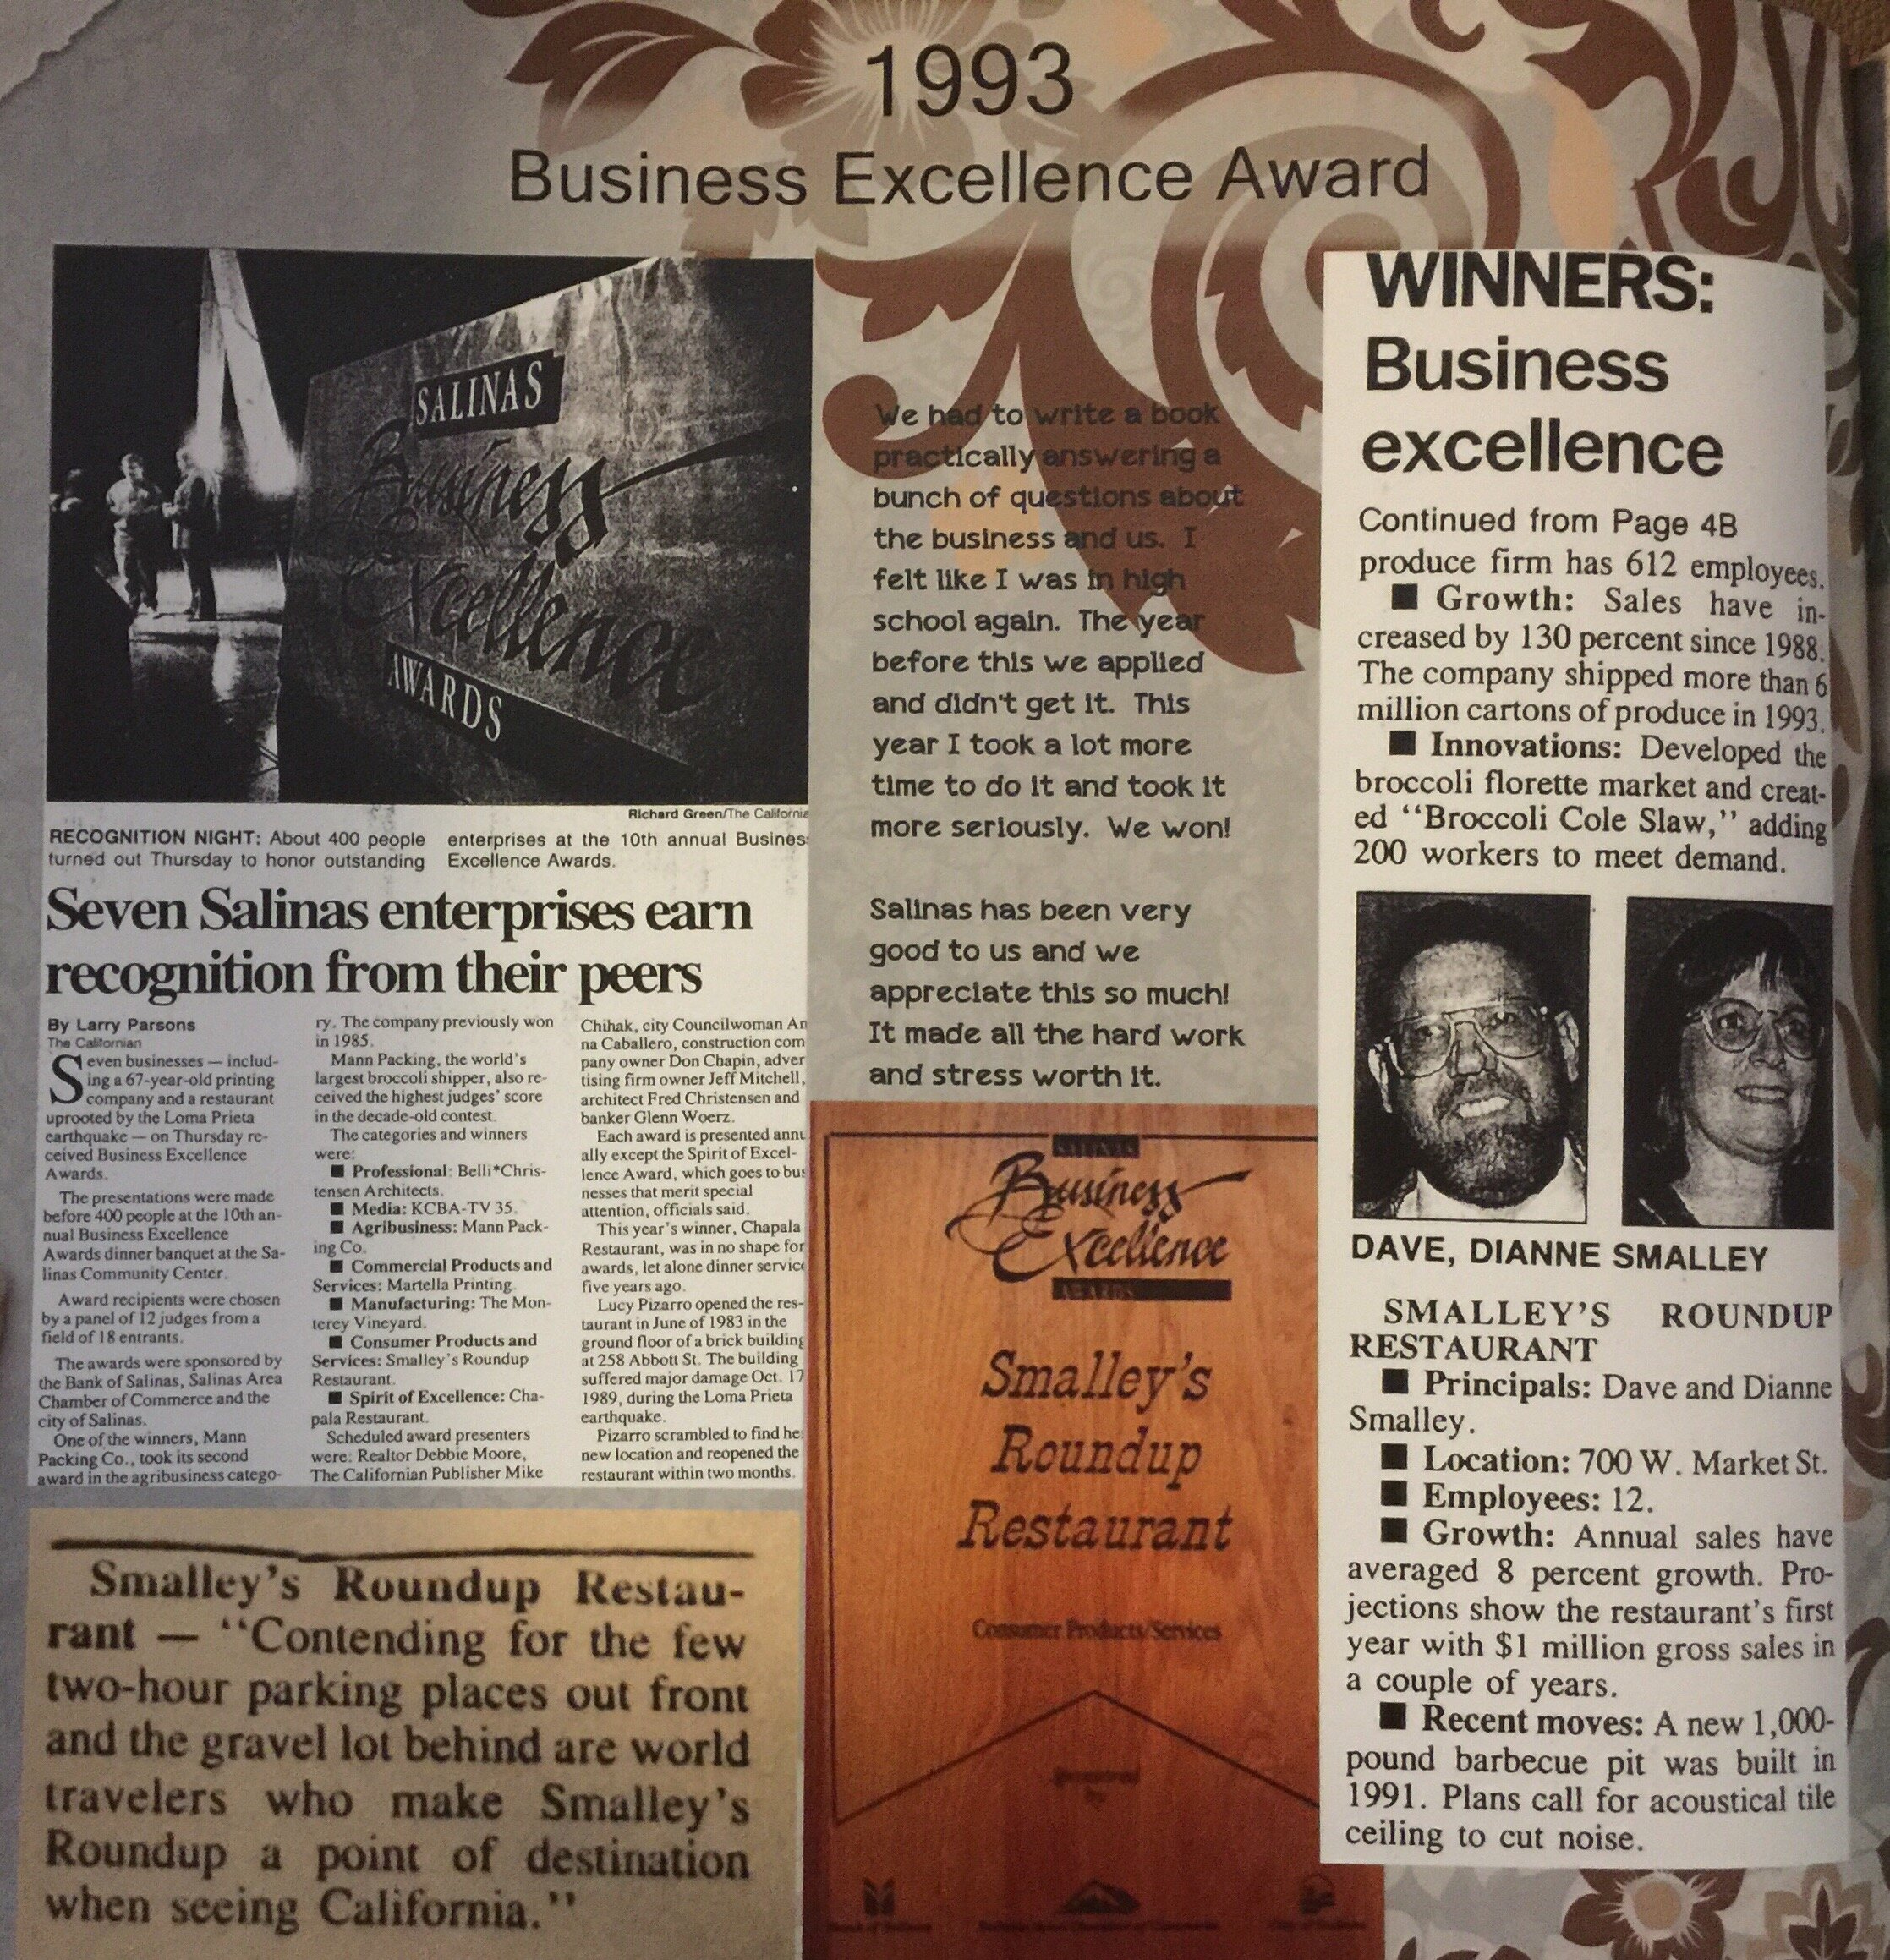 1993
Business Excellence Award
SALINAS
Business
Excellence
AWARDS
Richard Green/The California
RECOGNITION NIGHT: About 400 people
turned out Thursday to honor outstanding
enterprises at the 10th annual Busines
Excellence Awards.
Seven Salinas enterprises earn
recognition from their peers
By Larry Parsons
The Californian
Seven businesses — includ-
ing a 67-year-old printing
company and a restaurant
uprooted by the Loma Prieta
earthquake — on Thursday re-
ceived Business Excellence
Awards.
The presentations were made
before 400 people at the 10th an-
nual Business Excellence
Awards dinner banquet at the Sa-
linas Community Center.
Award recipients were chosen
by a panel of 12 judges from a
field of 18 entrants.
The awards were sponsored by
the Bank of Salinas, Salinas Area
Chamber of Commerce and the
city of Salinas.
One of the winners, Mann
Packing Co., took its second
award in the agribusiness catego-
ry. The company previously won
in 1985.
Mann Packing, the world's
largest broccoli shipper, also re-
ceived the highest judges' score
in the decade-old contest.
The categories and winners
were:
■ Professional: Belli*Chris-
tensen Architects.
■ Media: KCBA-TV 35.
■ Agribusiness: Mann Pack-
ing Co.
■ Commercial Products and
Services: Martella Printing.
■ Manufacturing: The Mon-
terey Vineyard.
■ Consumer Products and
Services: Smalley's Roundup
Restaurant.
■ Spirit of Excellence: Cha-
pala Restaurant.
Scheduled award presenters
were: Realtor Debbie Moore,
The Californian Publisher Mike
Chihak, city Councilwoman An
na Caballero, construction com
pany owner Don Chapin, adver
tising firm owner Jeff Mitchell,
architect Fred Christensen and
banker Glenn Woerz.
Each award is presented annu
ally except the Spirit of Excel-
lence Award, which goes to bus
nesses that merit special
attention, officials said.
This year's winner, Chapala
Restaurant, was in no shape for
awards, let alone dinner service
five years ago.
Lucy Pizarro opened the res-
taurant in June of 1983 in the
ground floor of a brick building
at 258 Abbott St. The building
suffered major damage Oct. 17
1989, during the Loma Prieta
earthquake.
Pizarro scrambled to find he
new location and reopened the
restaurant within two months.
Smalley's Roundup Restau-
rant — "Contending for the few
two-hour parking places out front
and the gravel lot behind are world
travelers who make Smalley's
Roundup a point of destination
when seeing California."
We had to write a book
practically answering a
bunch of questions about
the business and us. I
felt like I was in high
school again. The year
before this we applied
and didn't get it. This
year I took a lot more
time to do it and took it
more seriously. We won!
Salinas has been very
good to us and we
appreciate this so much!
It made all the hard work
and stress worth it.
SALINAS
Business
Excellence
AWARDS
Smalley's
Roundup
Restaurant
Consumer Products/Services
WINNERS:
Business
excellence
Continued from Page 4B
produce firm has 612 employees.
■ Growth: Sales have in-
creased by 130 percent since 1988.
The company shipped more than 6
million cartons of produce in 1993.
■ Innovations: Developed the
broccoli florette market and creat-
ed "Broccoli Cole Slaw," adding
200 workers to meet demand.
DAVE, DIANNE SMALLEY
SMALLEY'S ROUNDUP
RESTAURANT
■ Principals: Dave and Dianne
Smalley.
■ Location: 700 W. Market St.
■ Employees: 12.
■ Growth: Annual sales have
averaged 8 percent growth. Pro-
jections show the restaurant's first
year with $1 million gross sales in
a couple of years.
■ Recent moves: A new 1,000-
pound barbecue pit was built in
1991. Plans call for acoustical tile
ceiling to cut noise.